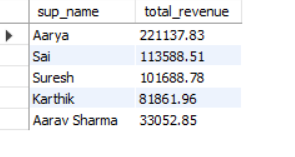 sup_name total_revenue
Aarya 221137.83
Sai 113588.51
Suresh 101688.78
Karthik 81861.96
Aarav Sharma 33052.85